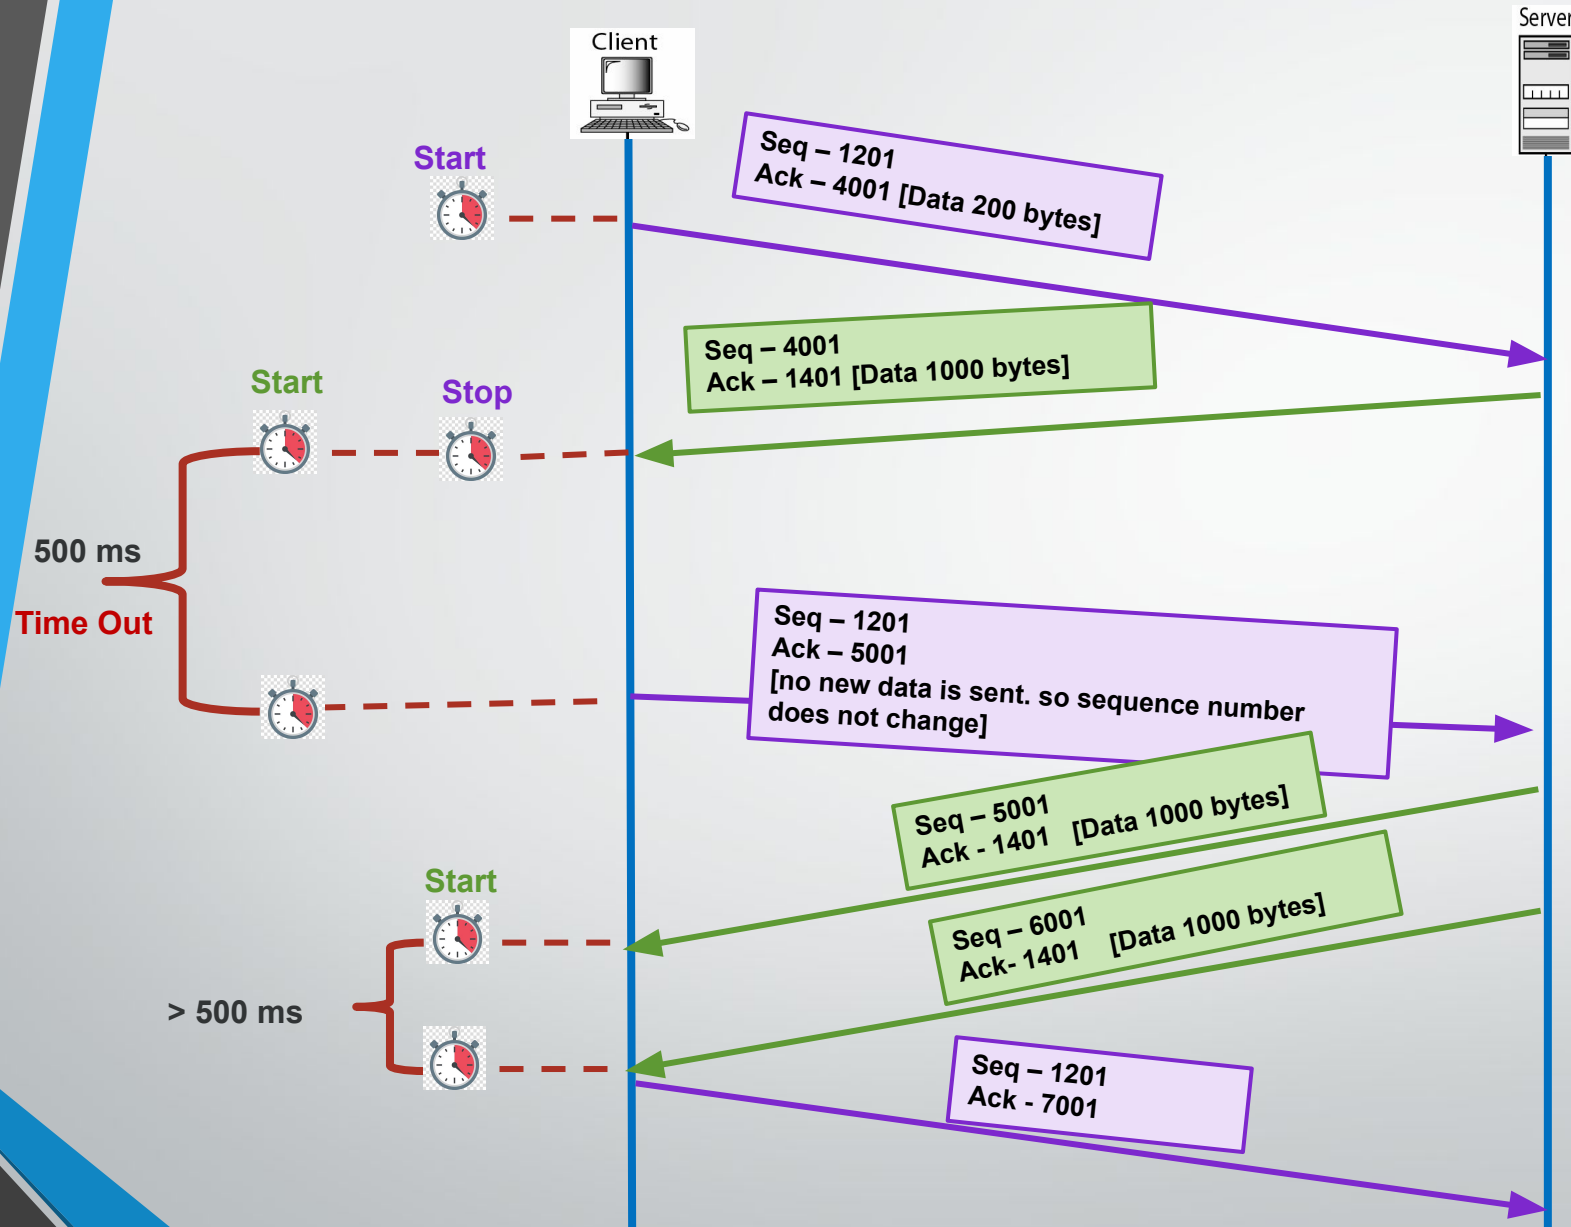 Client
Server
Start
Seq – 1201
Ack – 4001 [Data 200 bytes]
Seq – 4001
Ack – 1401 [Data 1000 bytes]
Start
Stop
500 ms
Time Out
Seq – 1201
Ack – 5001
[no new data is sent. so sequence number
does not change]
Seq – 5001
Ack - 1401 [Data 1000 bytes]
Start
Seq – 6001
Ack- 1401 [Data 1000 bytes]
> 500 ms
Seq – 1201
Ack - 7001